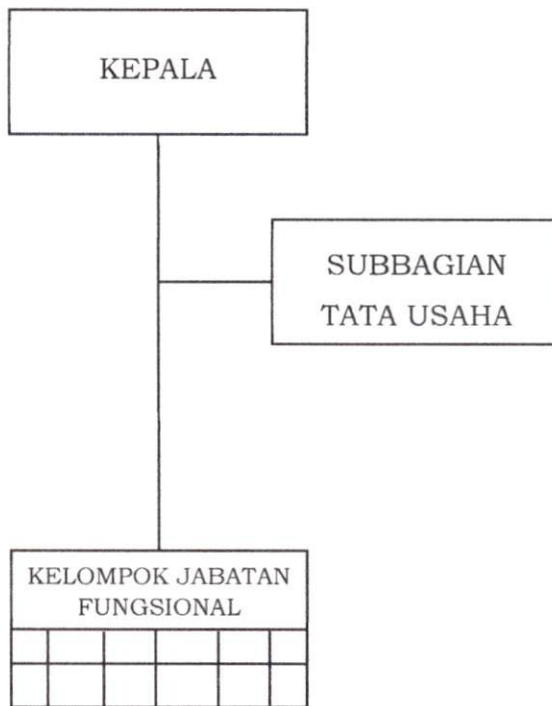 KEPALA
SUBBAGIAN
TATA USAHA
KELOMPOK JABATAN
FUNGSIONAL